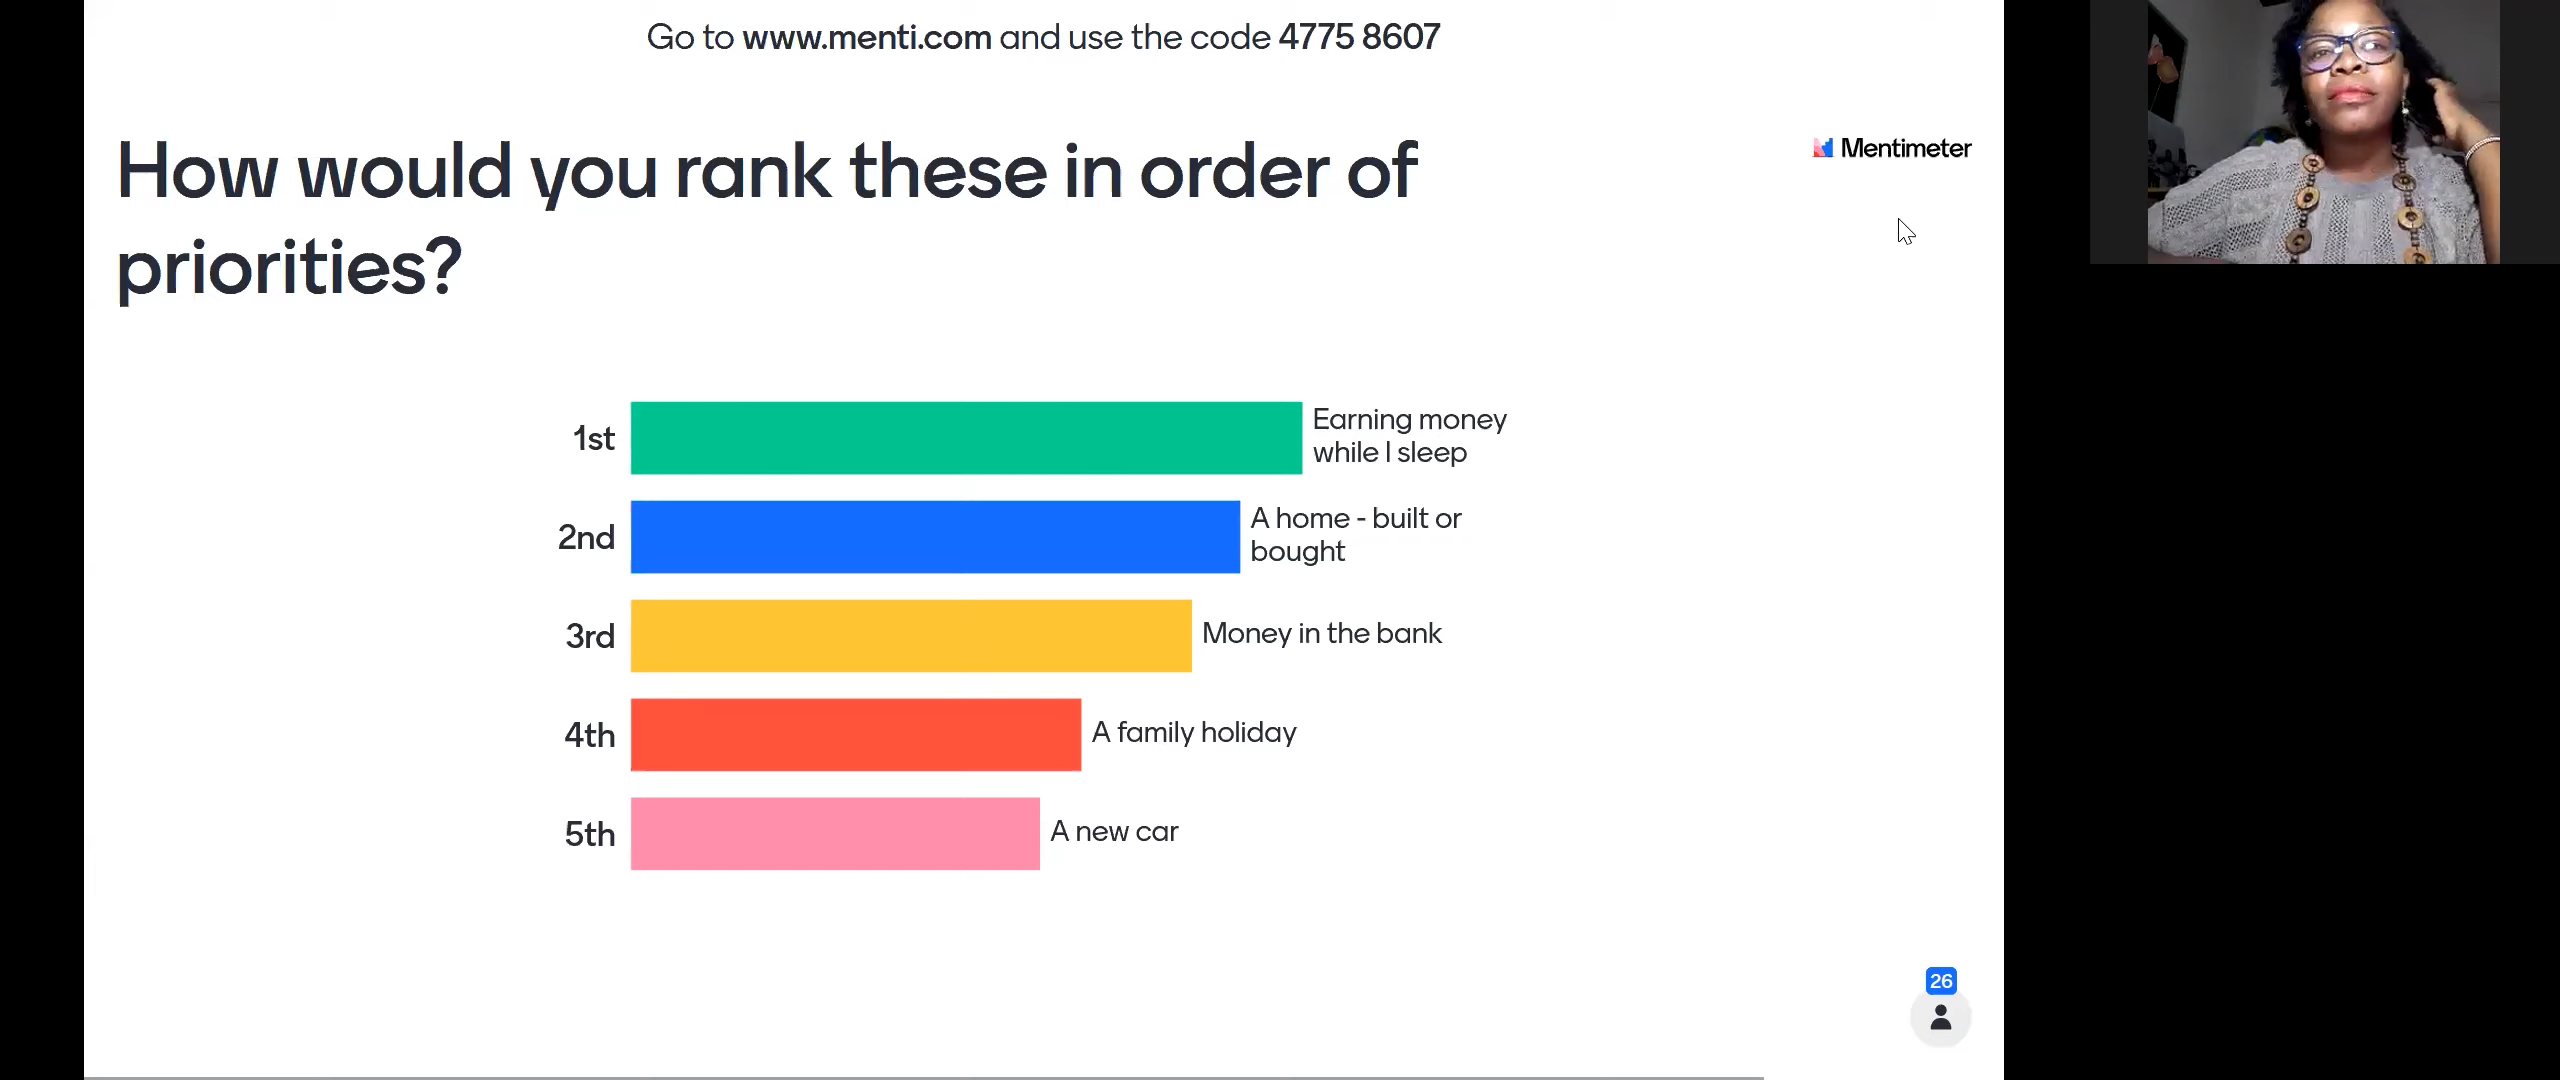 Go to www.menti.com and use the code 4775 8607
How would you rank these in order of
priorities?
Mentimeter
1st
Earning money
while I sleep
2nd
A home - built or
bought
3rd
Money in the bank
4th
A family holiday
5th
A new car
26